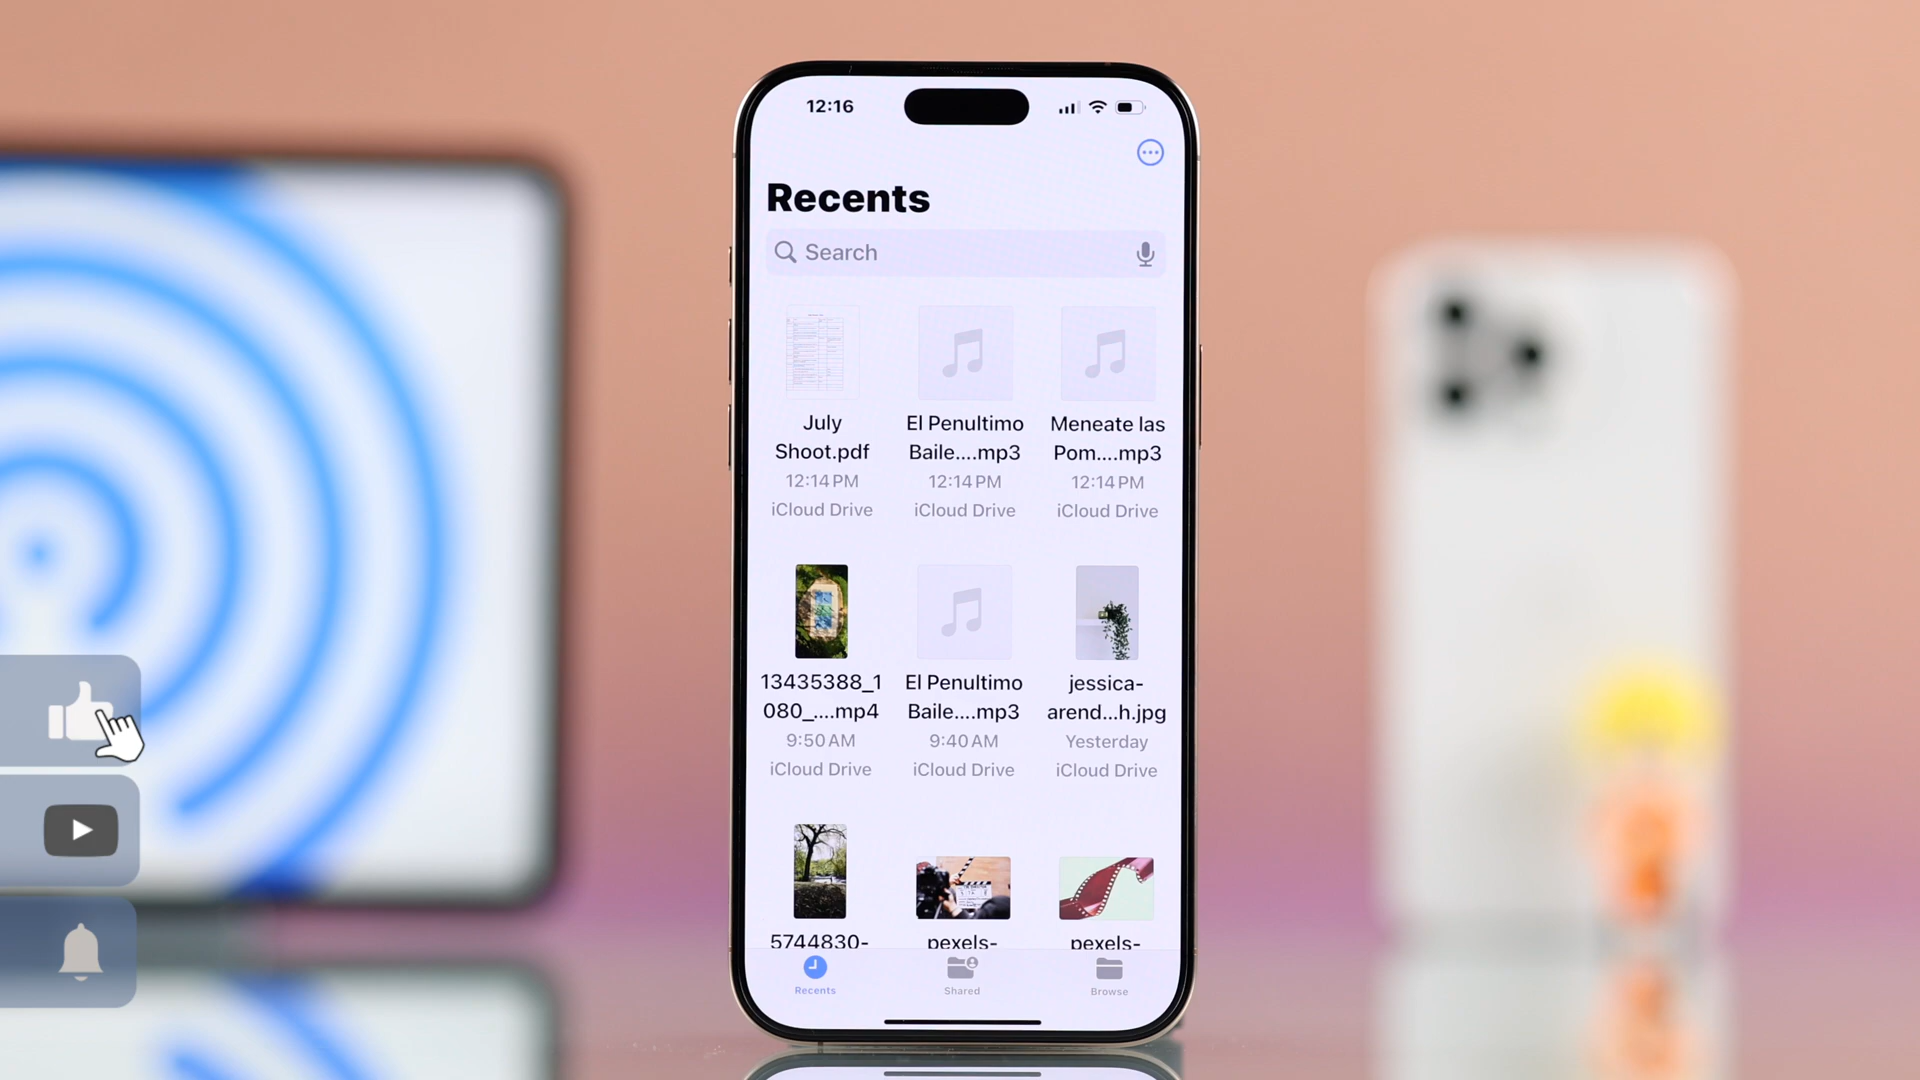 12:16
Recents
Search
July
Shoot.pdf
12:14 PM
iCloud Drive
El Penultimo
Baile....mp3
12:14 PM
iCloud Drive
Meneate las
Pom....mp3
12:14 PM
iCloud Drive
13435388_1
080_....mp4
9:50 AM
iCloud Drive
El Penultimo
Baile....mp3
9:40 AM
iCloud Drive
jessica-
arend...h.jpg
Yesterday
iCloud Drive
5744830-
pexels-
pexels-
Recents
Shared
Browse